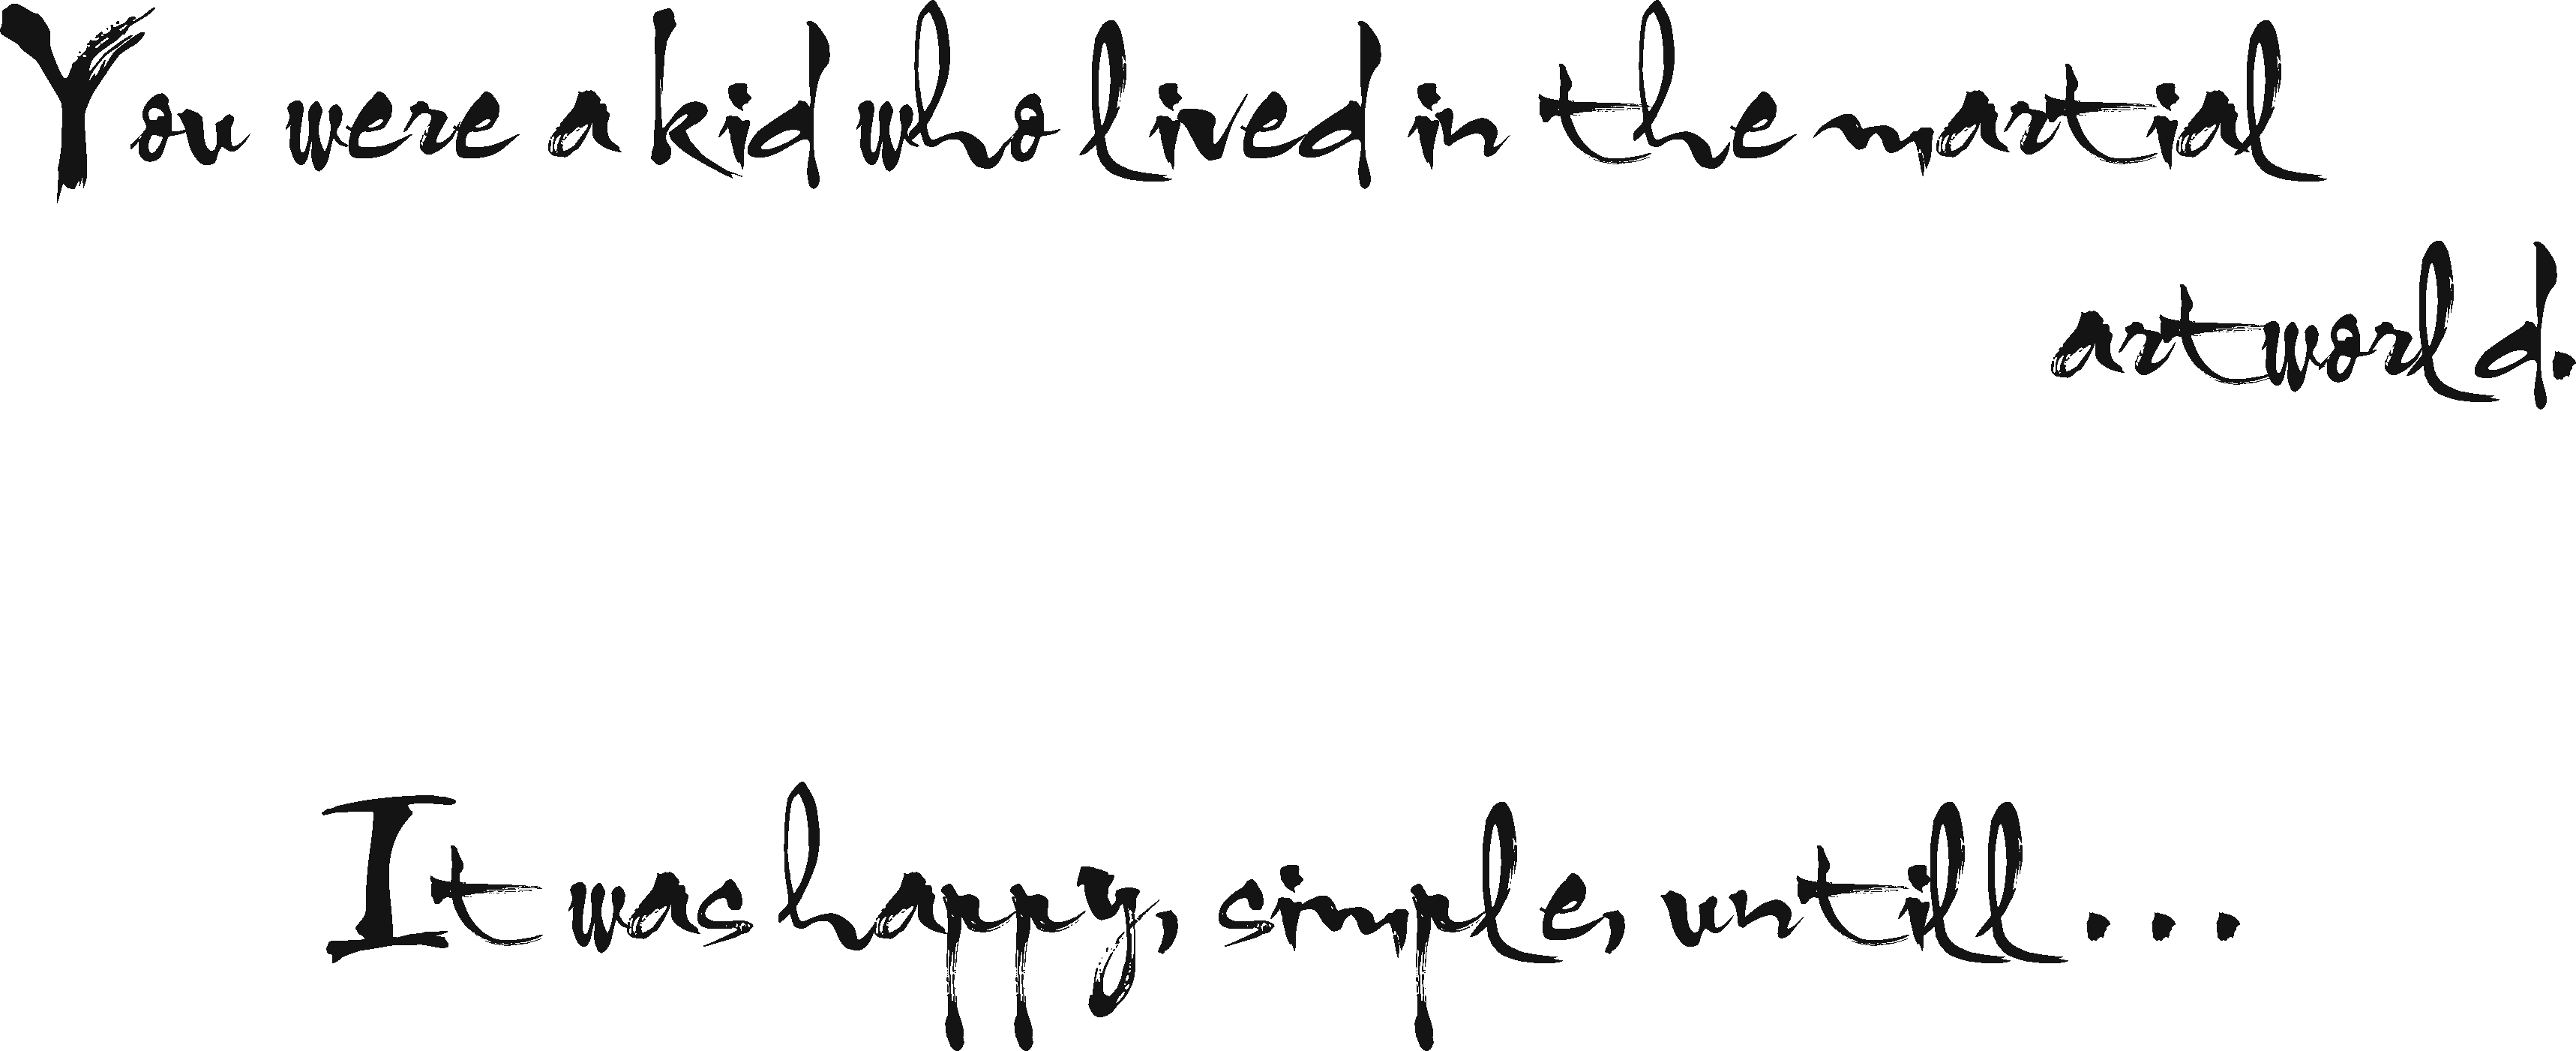 You were a kid who lived in the martial
art world.
It was happy, simple, untill...